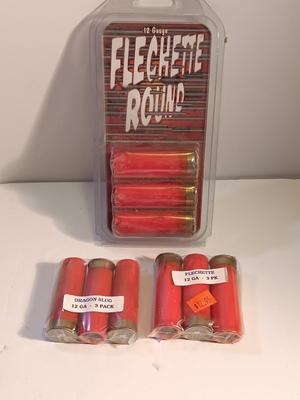 12 Gauge
FLECHETTE
ROUND
DRAGON SLUG
12 GA - 3 PACK
FLECHETTE
12 GA - 3 PK